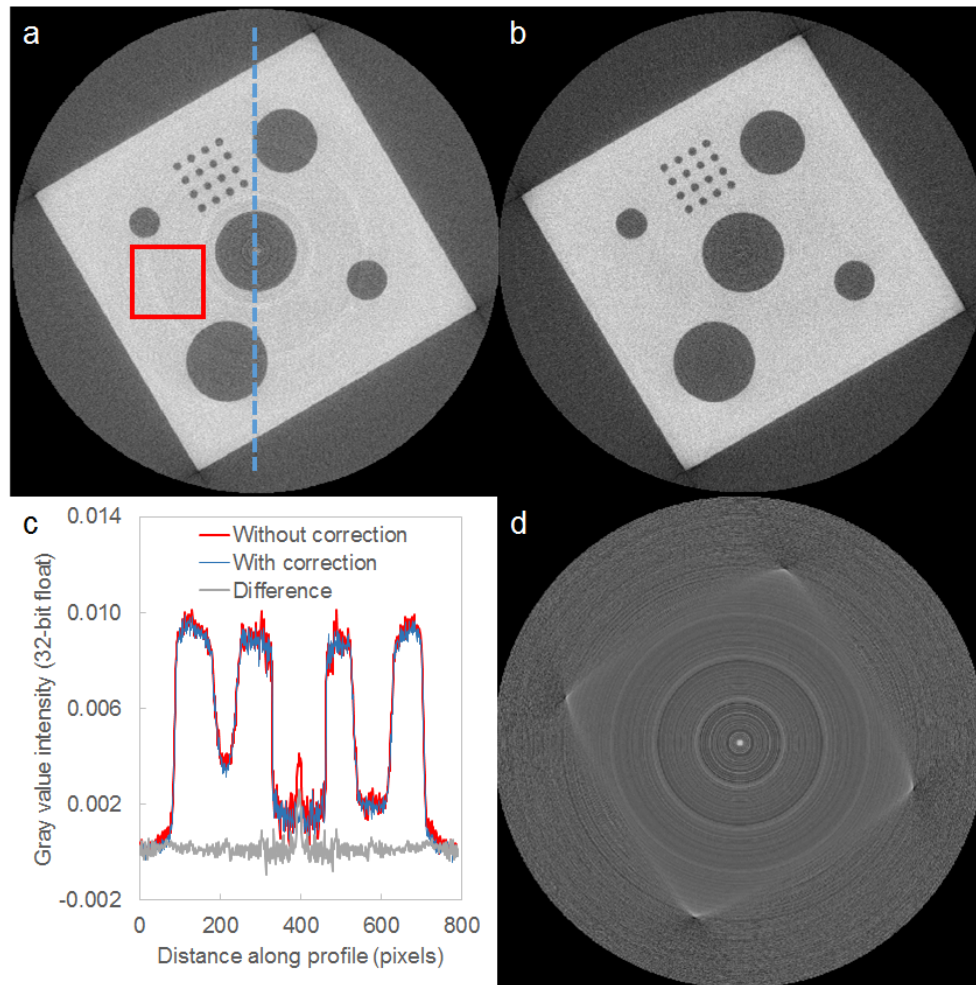 a
b
c
0.014
0.010
0.006
0.002
-0.002
Gray value intensity (32-bit float)
Without correction
With correction
Difference
0
200
400
600
800
Distance along profile (pixels)
d